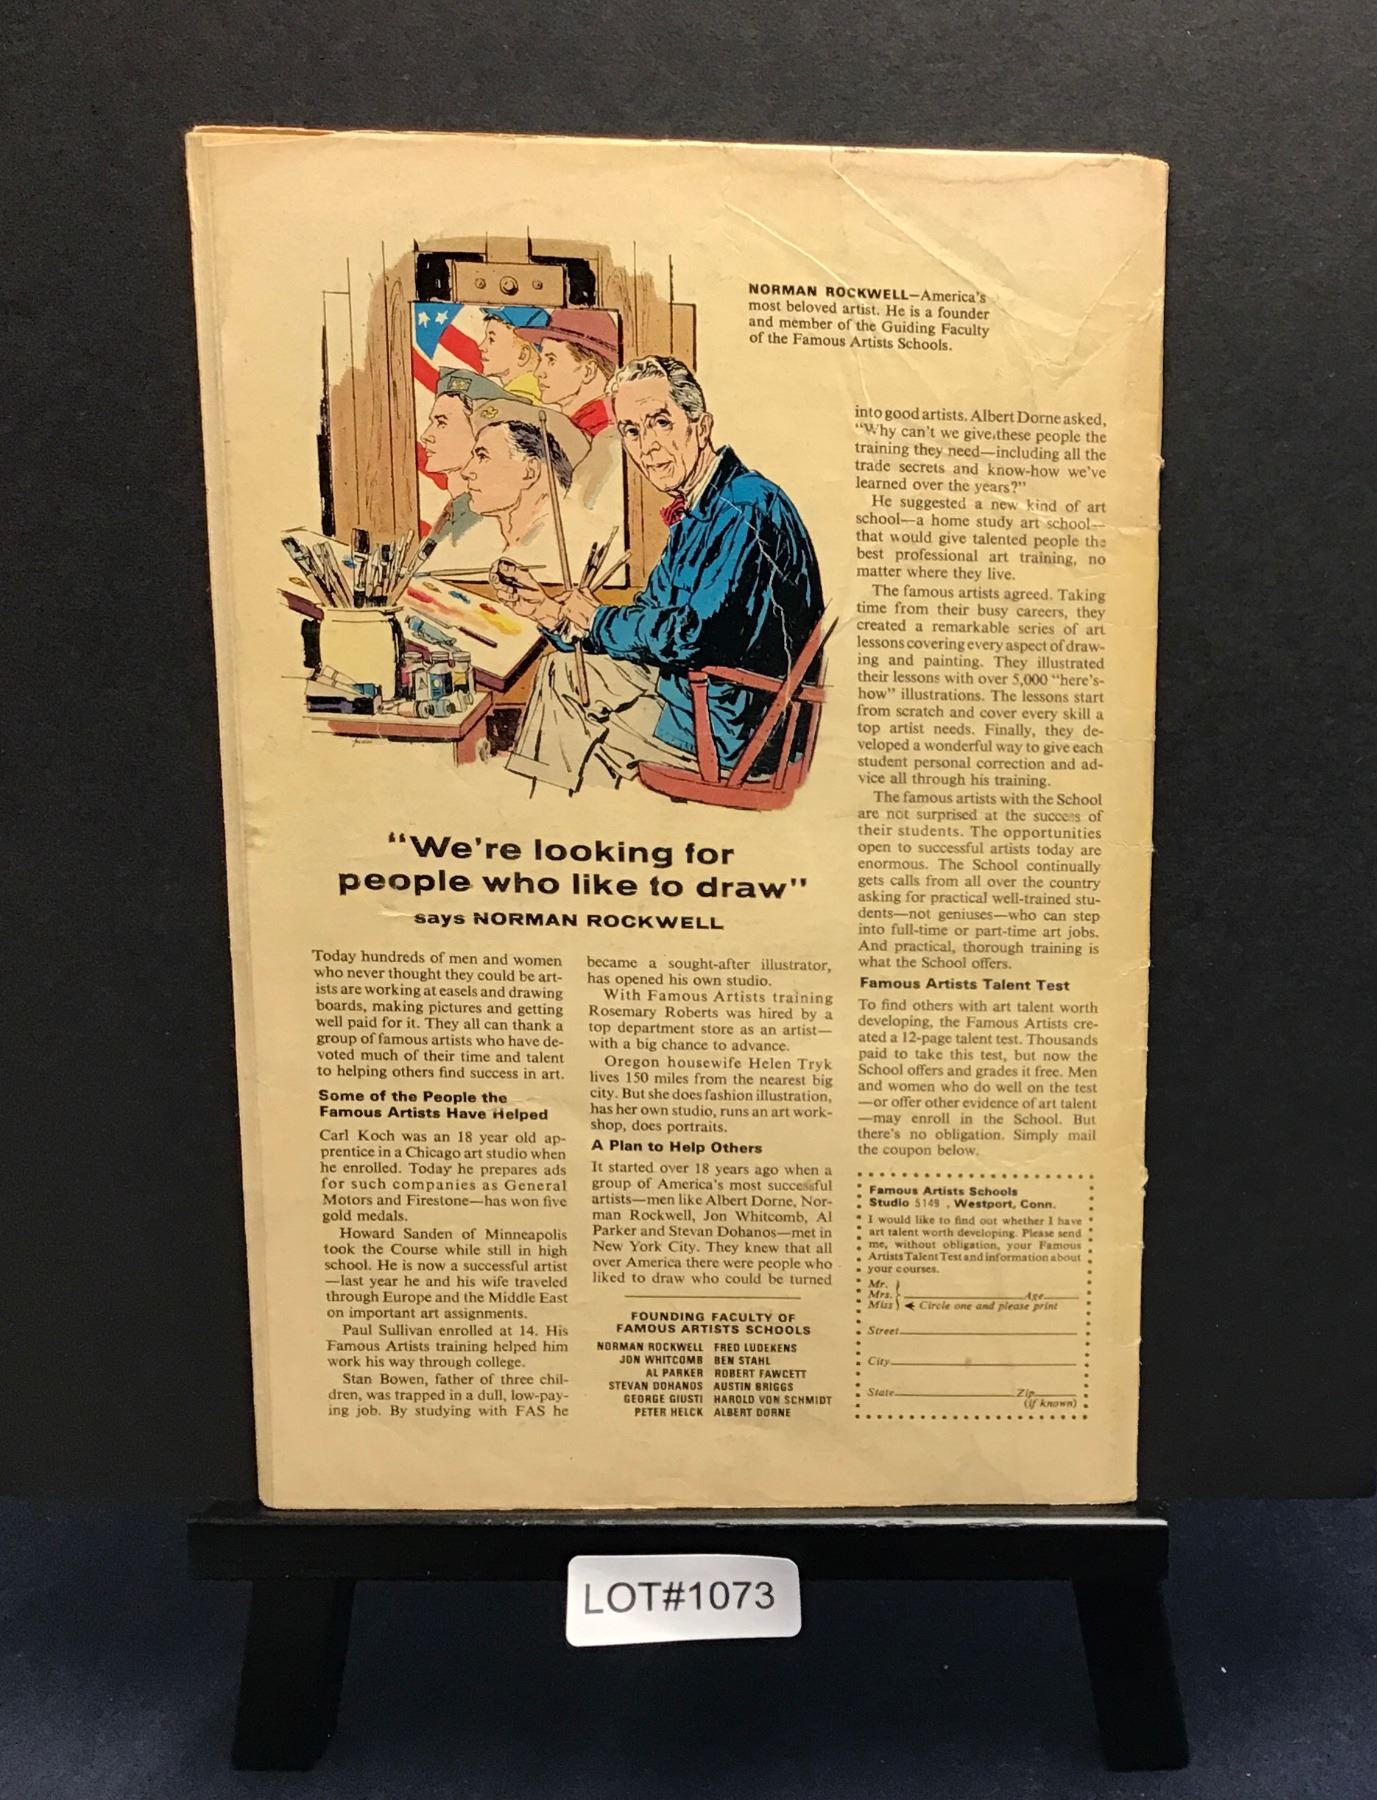 NORMAN ROCKWELL—America's
most beloved artist. He is a founder
and member of the Guiding Faculty
of the Famous Artists Schools.
"We're looking for
people who like to draw"
says NORMAN ROCKWELL
Today hundreds of men and women
who never thought they could be art-
ists are working at easels and drawing
boards, making pictures and getting
well paid for it. They all can thank a
group of famous artists who have de-
voted much of their time and talent
to helping others find success in art.
Some of the People the
Famous Artists Have Helped
Carl Koch was an 18 year old ap-
prentice in a Chicago art studio when
he enrolled. Today he prepares ads
for such companies as General
Motors and Firestone—has won five
gold medals.
Howard Sanden of Minneapolis
took the Course while still in high
school. He is now a successful artist
—last year he and his wife traveled
through Europe and the Middle East
on important art assignments.
Paul Sullivan enrolled at 14. His
Famous Artists training helped him
work his way through college.
Stan Bowen, father of three chil-
dren, was trapped in a dull, low-pay-
ing job. By studying with FAS he
became a sought-after illustrator,
has opened his own studio.
With Famous Artists training
Rosemary Roberts was hired by a
top department store as an artist—
with a big chance to advance.
Oregon housewife Helen Tryk
lives 150 miles from the nearest big
city. But she does fashion illustration,
has her own studio, runs an art work-
shop, does portraits.
A Plan to Help Others
It started over 18 years ago when a
group of America's most successful
artists—men like Albert Dorne, Nor-
man Rockwell, Jon Whitcomb, Al
Parker and Stevan Dohanos—met in
New York City. They knew that all
over America there were people who
liked to draw who could be turned
FOUNDING FACULTY OF
FAMOUS ARTISTS SCHOOLS
NORMAN ROCKWELL FRED LUDEKENS
JON WHITCOMB BEN STAHL
AL PARKER ROBERT FAWCETT
STEVAN DOHANOS AUSTIN BRIGGS
GEORGE GIUSTI HAROLD VON SCHMIDT
PETER HELCK ALBERT DORNE
into good artists. Albert Dorne asked,
"Why can't we give these people the
training they need—including all the
trade secrets and know-how we've
learned over the years?"
He suggested a new kind of art
school—a home study art school—
that would give talented people the
best professional art training, no
matter where they live.
The famous artists agreed. Taking
time from their busy careers, they
created a remarkable series of art
lessons covering every aspect of draw-
ing and painting. They illustrated
their lessons with over 5,000 "here's-
how" illustrations. The lessons start
from scratch and cover every skill a
top artist needs. Finally, they de-
veloped a wonderful way to give each
student personal correction and ad-
vice all through his training.
The famous artists with the School
are not surprised at the success of
their students. The opportunities
open to successful artists today are
enormous. The School continually
gets calls from all over the country
asking for practical well-trained stu-
dents—not geniuses—who can step
into full-time or part-time art jobs.
And practical, thorough training is
what the School offers.
Famous Artists Talent Test
To find others with art talent worth
developing, the Famous Artists cre-
ated a 12-page talent test. Thousands
paid to take this test, but now the
School offers and grades it free. Men
and women who do well on the test
—or offer other evidence of art talent
—may enroll in the School. But
there's no obligation. Simply mail
the coupon below.
Famous Artists Schools
Studio 5149 , Westport, Conn.
I would like to find out whether I have
art talent worth developing. Please send
me, without obligation, your Famous
Artists Talent Test and information about
your courses.
Mr.
Mrs. Age
Miss Circle one and please print
Street
City
State Zip
(if known)
LOT#1073